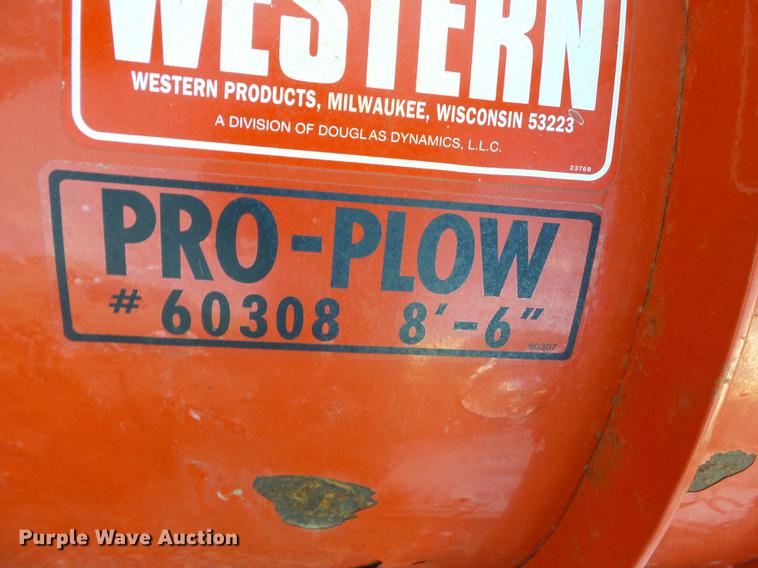 WESTERN
WESTERN PRODUCTS, MILWAUKEE, WISCONSIN 53223
A DIVISION OF DOUGLAS DYNAMICS, L.L.C.
23769
PRO-PLOW
# 60308 8'-6"
60307
Purple Wave Auction